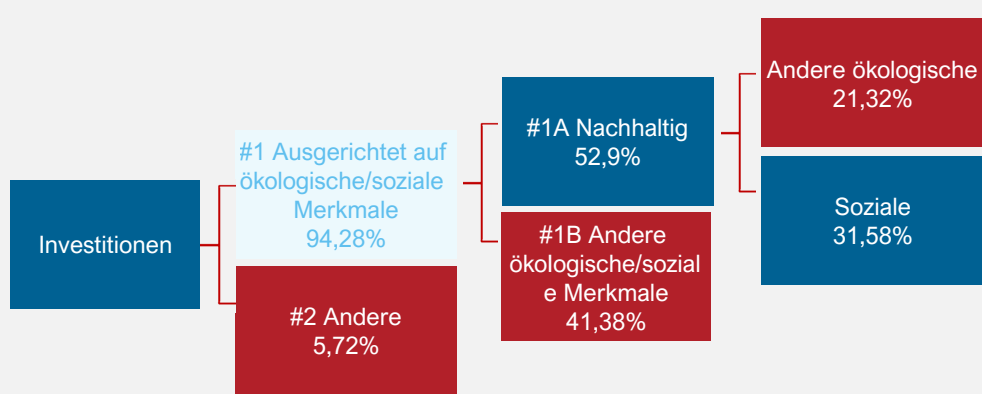 Investitionen
#1 Ausgerichtet auf
ökologische/soziale
Merkmale
94,28%
#2 Andere
5,72%
#1A Nachhaltig
52,9%
#1B Andere
ökologische/sozial
e Merkmale
41,38%
Andere ökologische
21,32%
Soziale
31,58%